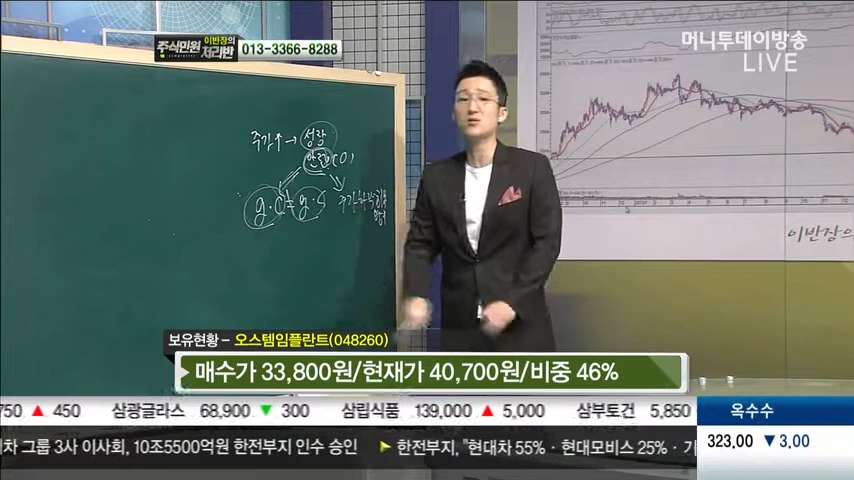 주식민원 이반장의 처리반 013-3366-8288
머니투데이방송
LIVE
주가↑→ 성장
g·d = g·s
이반장의
보유현황 - 오스템임플란트(048260)
매수가 33,800원/현재가 40,700원/비중 46%
750 ▲ 450 삼광글라스 68,900 ▼ 300 삼립식품 139,000 ▲ 5,000 삼부토건 5,850
옥수수
323,00 ▼3,00
차 그룹 3사 이사회, 10조5500억원 한전부지 인수 승인 ▶ 한전부지, "현대차 55%·현대모비스 25%·기